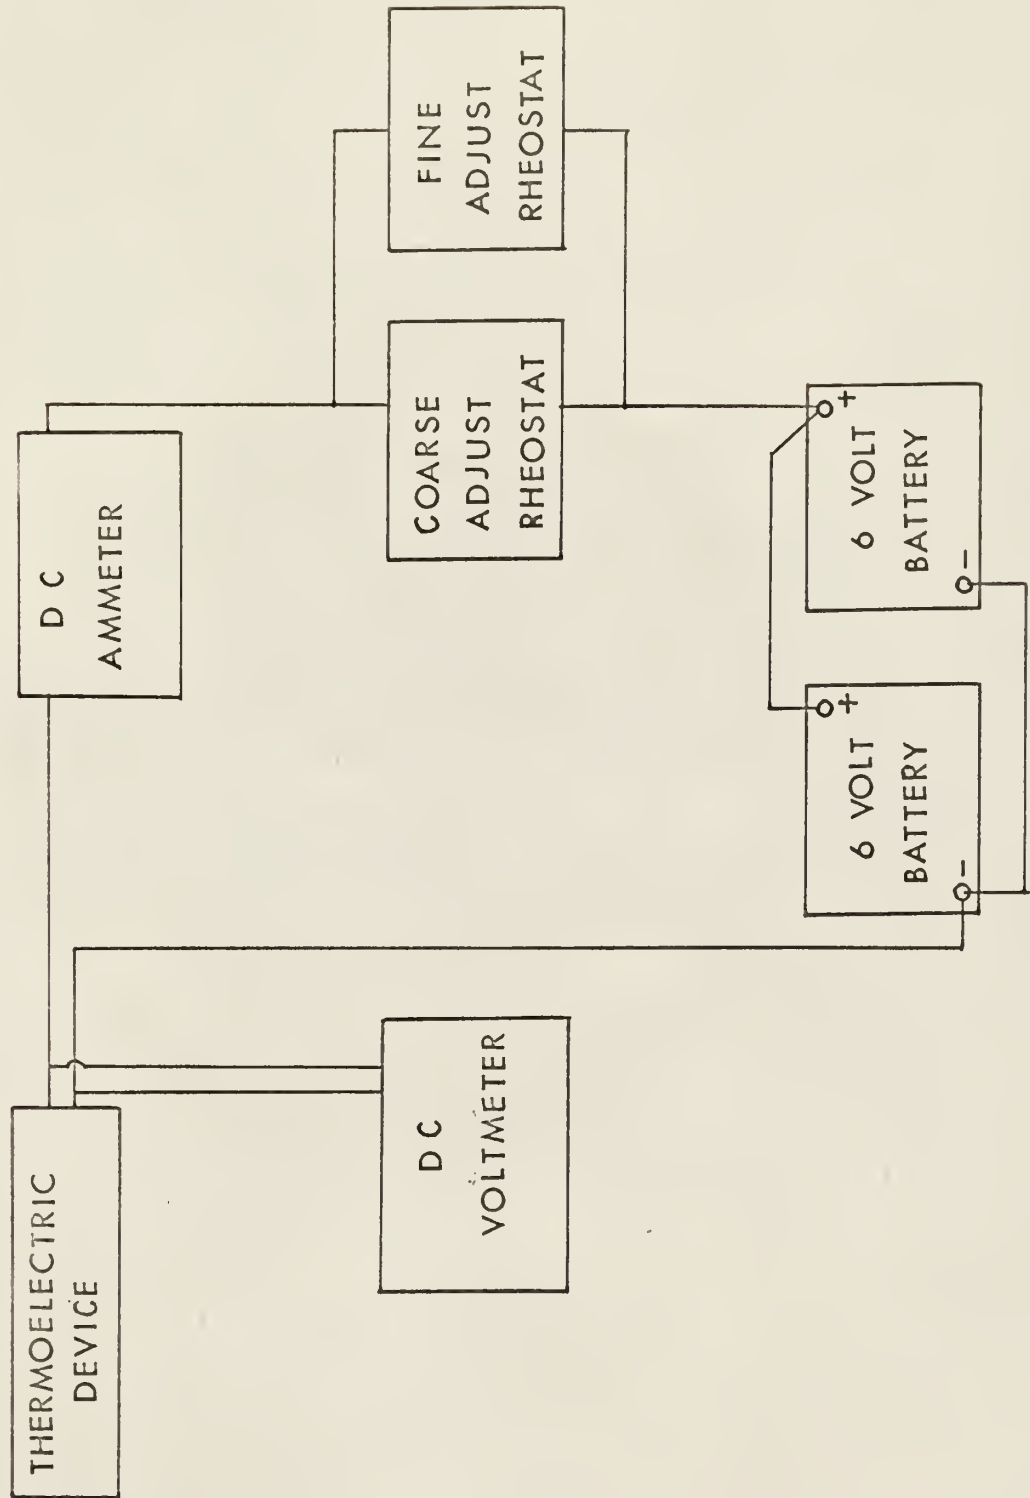 THERMOELECTRIC
DEVICE
D C
AMMETER
D C
VOLTMETER
COARSE
ADJUST
RHEOSTAT
FINE
ADJUST
RHEOSTAT
+
6 VOLT
BATTERY
-
+
6 VOLT
BATTERY
-